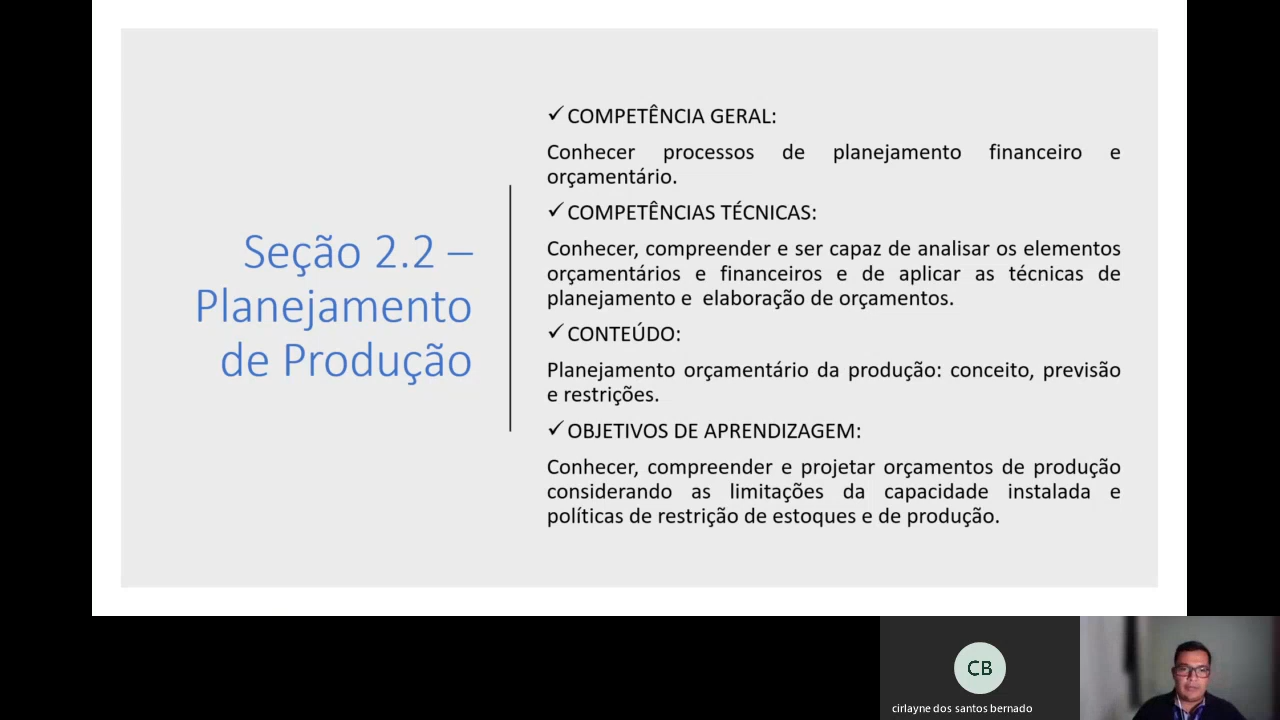 Seção 2.2 –
Planejamento
de Produção
✓COMPETÊNCIA GERAL:
Conhecer processos de planejamento financeiro e
orçamentário.
✓COMPETÊNCIAS TÉCNICAS:
Conhecer, compreender e ser capaz de analisar os elementos
orçamentários e financeiros e de aplicar as técnicas de
planejamento e elaboração de orçamentos.
✓CONTEÚDO:
Planejamento orçamentário da produção: conceito, previsão
e restrições.
✓OBJETIVOS DE APRENDIZAGEM:
Conhecer, compreender e projetar orçamentos de produção
considerando as limitações da capacidade instalada e
políticas de restrição de estoques e de produção.
CB
cirlayne dos santos bernado